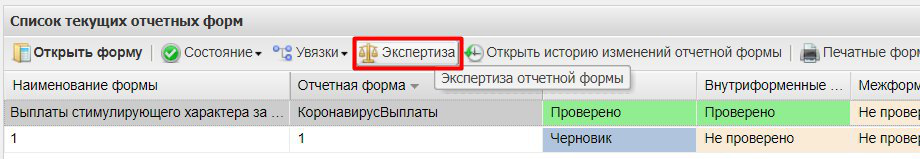 Список текущих отчетных форм
Открыть форму Состояние Увязки Экспертиза Открыть историю изменений отчетной формы Печатные форм
Экспертиза отчетной формы
Наименование формы Отчетная форма Внутриформенные ... Межформ
Выплаты стимулирующего характера за ... КоронавирусВыплаты Проверено Проверено Не провер
1 1 Черновик Не проверено Не провер